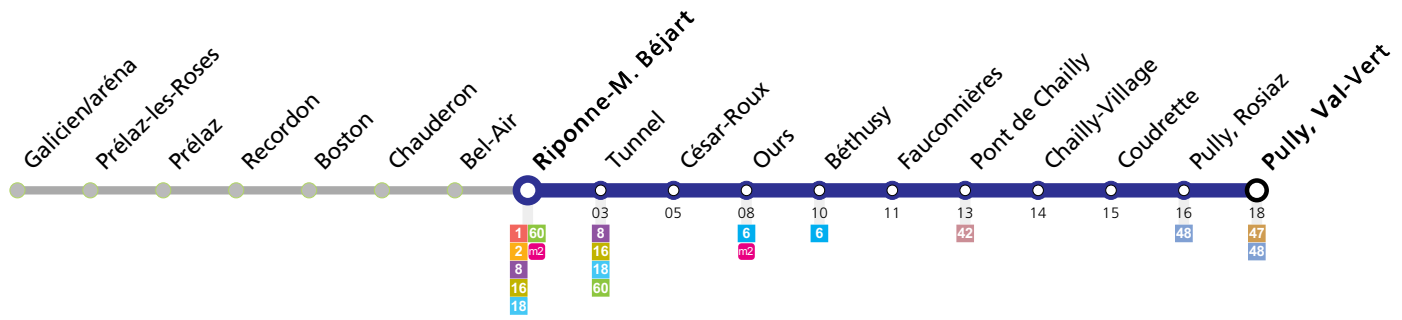 Galicien/aréna
Prélaz-les-Roses
Prélaz
Recordon
Boston
Chauderon
Bel-Air
Riponne-M. Béjart
Tunnel
César-Roux
Ours
Béthusy
Fauconnières
Pont de Chailly
Chailly-Village
Coudrette
Pully, Rosiaz
Pully, Val-Vert
03 05 08 10 11 13 14 15 16 18
1 60 8 6 6 42 48 47
2 m2 16 m2 48
8 18
16 60
18